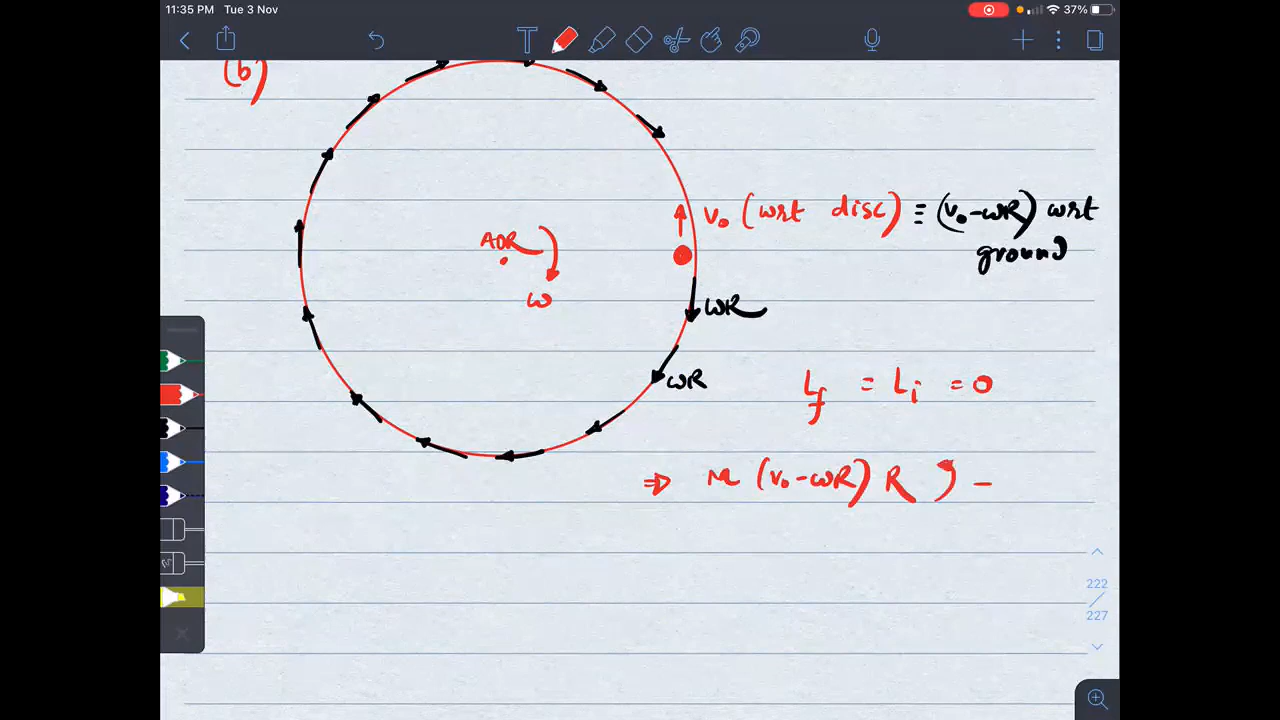 11:35 PM Tue 3 Nov 37%
T
(b)
v₀ (wrt disc) ≡ (v₀-ωR) wrt
ground
AOR
ω
ωR
ωR
L_f = L_i = 0
⇒ m (v₀-ωR) R ) -
222
227